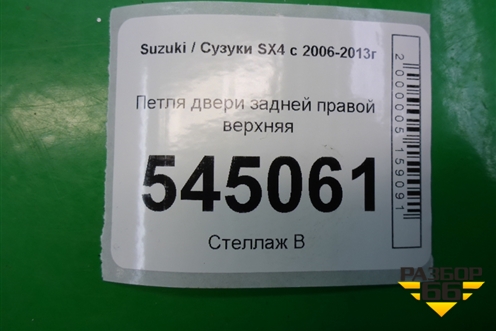 Suzuki / Сузуки SX4 с 2006-2013г
Петля двери задней правой
верхняя
545061
Стеллаж В
2000005159091
РАЗБОР
66